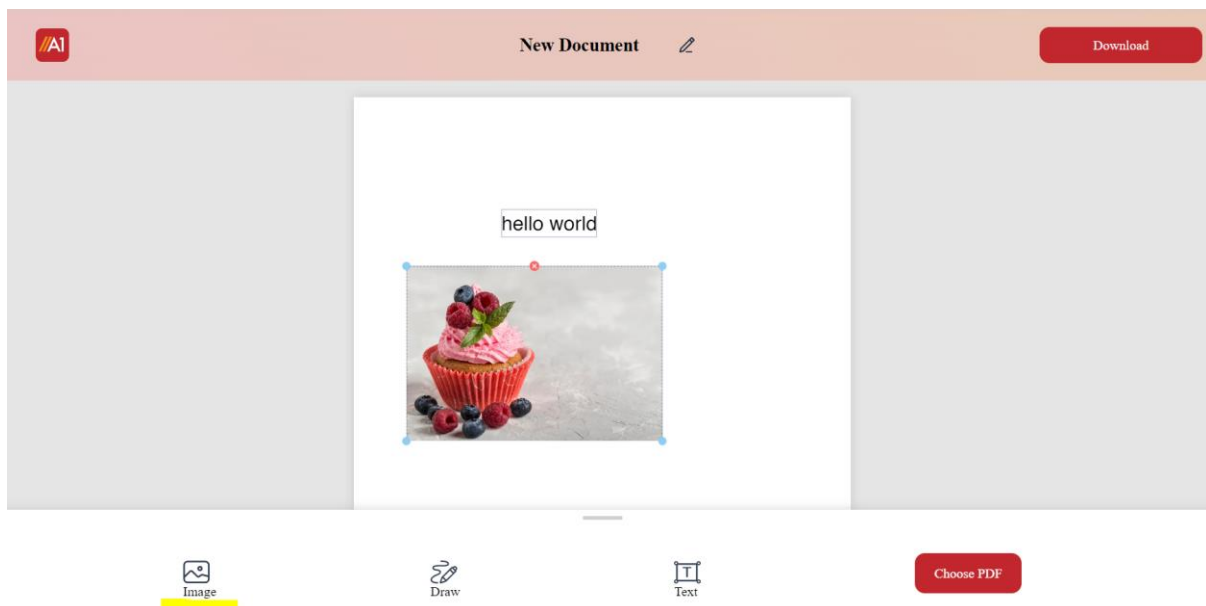 //A1
New Document
Download
hello world
Image
Draw
Text
Choose PDF